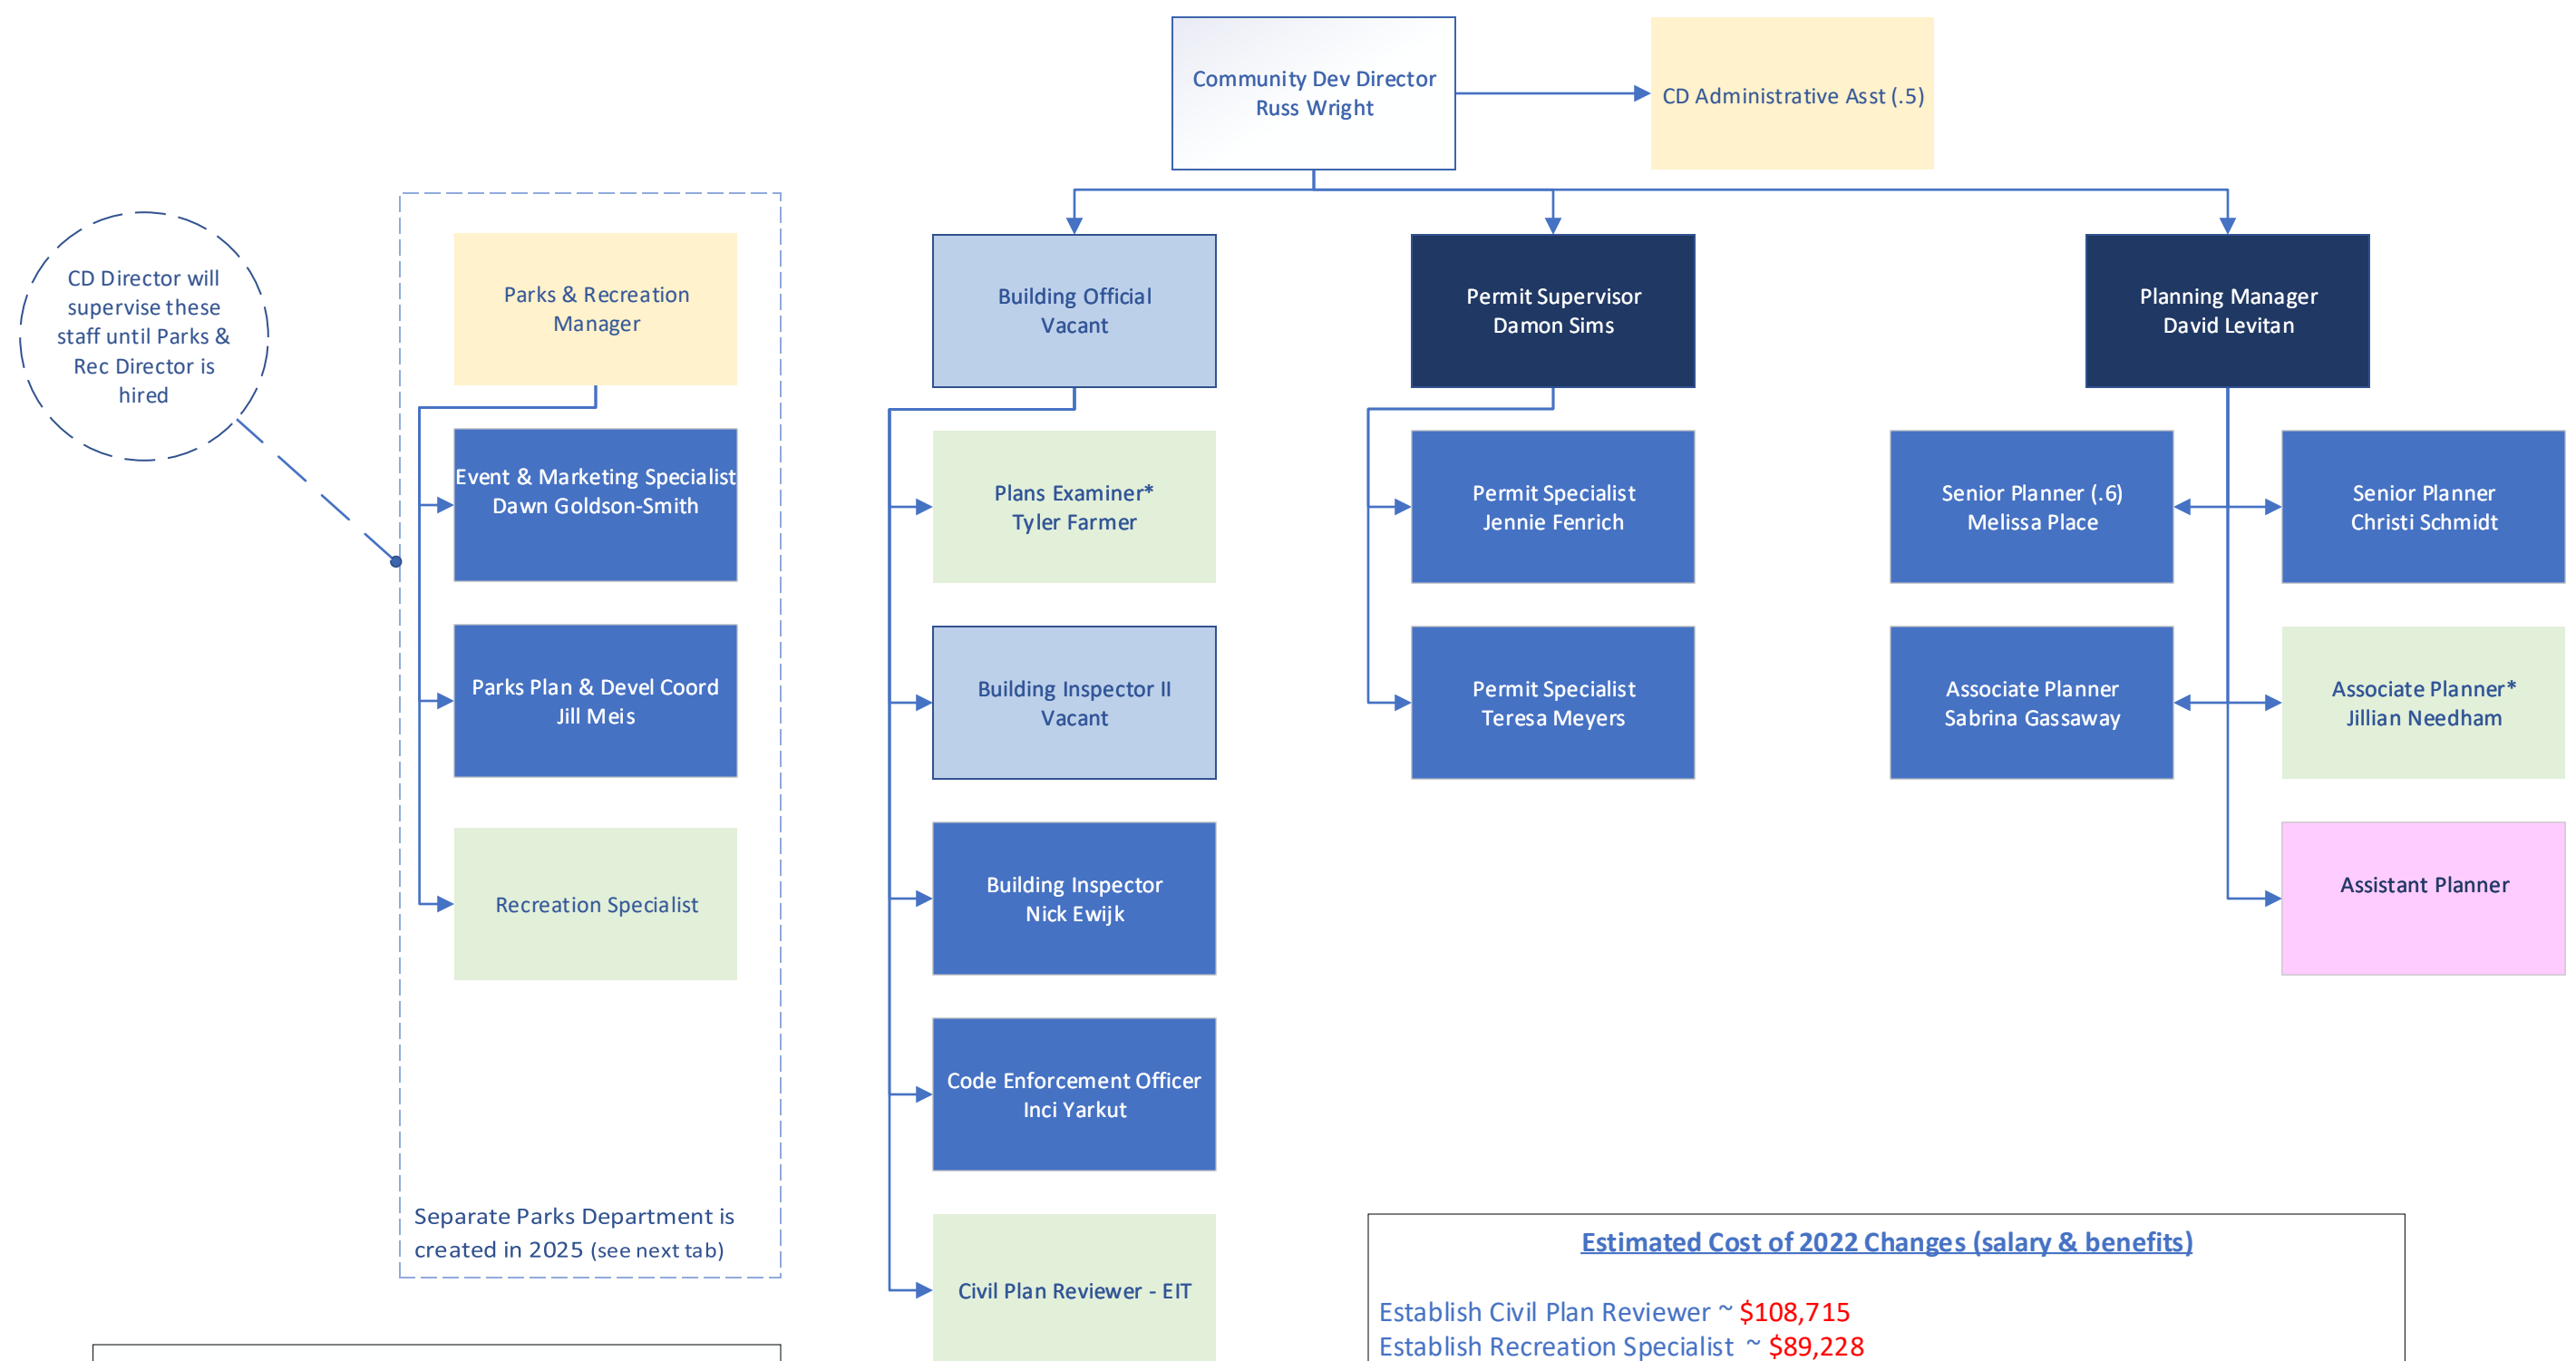 Community Dev Director
Russ Wright
CD Administrative Asst (.5)
CD Director will
supervise these
staff until Parks &
Rec Director is
hired
Parks & Recreation
Manager
Event & Marketing Specialist
Dawn Goldson-Smith
Parks Plan & Devel Coord
Jill Meis
Recreation Specialist
Separate Parks Department is
created in 2025 (see next tab)
Building Official
Vacant
Plans Examiner*
Tyler Farmer
Building Inspector II
Vacant
Building Inspector
Nick Ewijk
Code Enforcement Officer
Inci Yarkut
Civil Plan Reviewer - EIT
Permit Supervisor
Damon Sims
Permit Specialist
Jennie Fenrich
Permit Specialist
Teresa Meyers
Planning Manager
David Levitan
Senior Planner (.6)
Melissa Place
Senior Planner
Christi Schmidt
Associate Planner
Sabrina Gassaway
Associate Planner*
Jillian Needham
Assistant Planner
Estimated Cost of 2022 Changes (salary & benefits)
Establish Civil Plan Reviewer ~ $108,715
Establish Recreation Specialist ~ $89,228